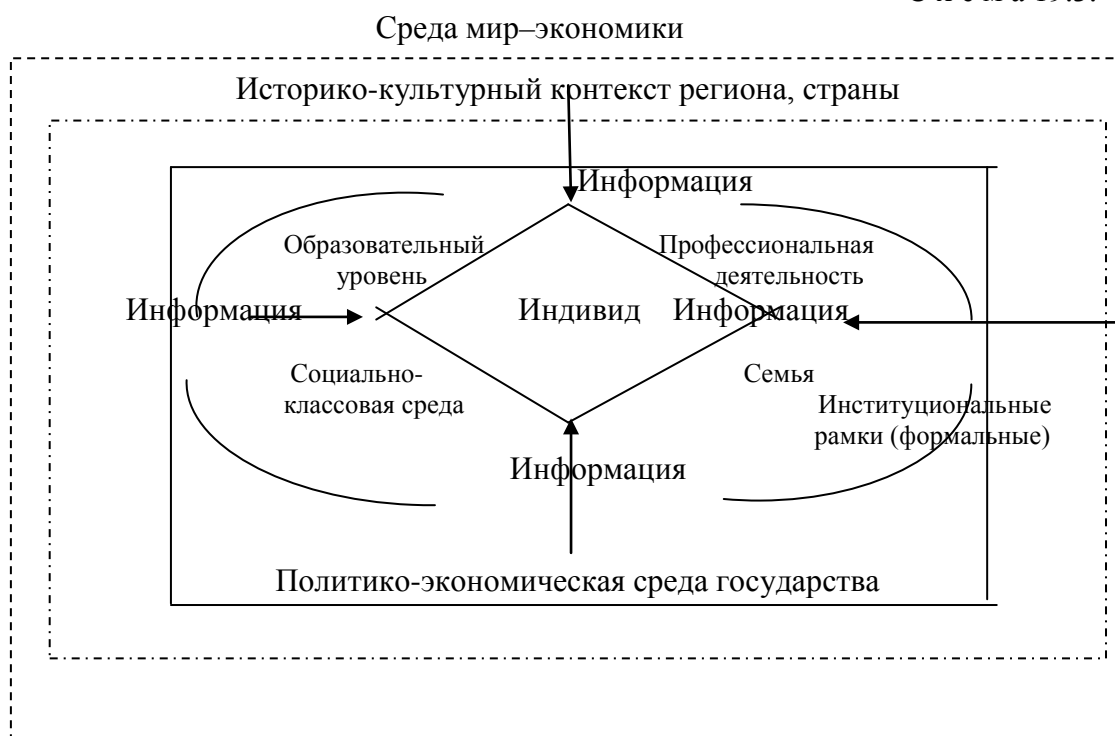 Среда мир–экономики
Историко-культурный контекст региона, страны
Информация
Образовательный
уровень
Профессиональная
деятельность
Информация
Индивид
Информация
Социально-
классовая среда
Семья
Институциональные
рамки (формальные)
Информация
Политико-экономическая среда государства